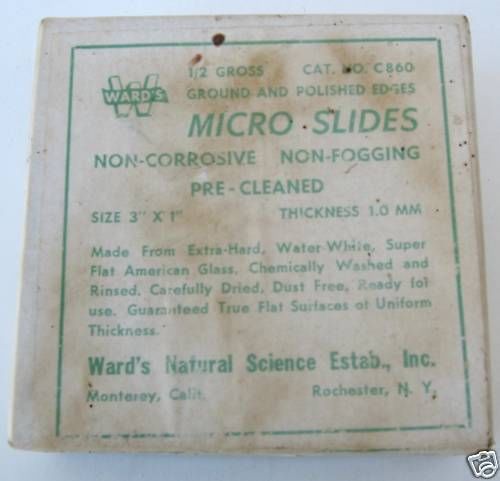 1/2 GROSS CAT. NO. C860
WARD'S
GROUND AND POLISHED EDGES
MICRO SLIDES
NON-CORROSIVE NON-FOGGING
PRE-CLEANED
SIZE 3" X 1" THICKNESS 1.0 MM
Made From Extra-Hard, Water-White, Super
Flat American Glass, Chemically Washed and
Rinsed. Carefully Dried, Dust Free, Ready for
use. Guaranteed True Flat Surfaces of Uniform
Thickness.
Ward's Natural Science Estab., Inc.
Monterey, Calif. Rochester, N. Y.